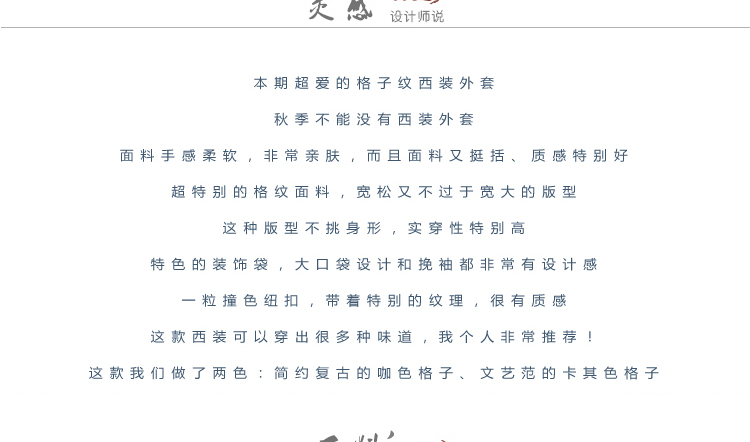 灵感
设计师说
本期超爱的格子纹西装外套
秋季不能没有西装外套
面料手感柔软，非常亲肤，而且面料又挺括、质感特别好
超特别的格纹面料，宽松又不过于宽大的版型
这种版型不挑身形，实穿性特别高
特色的装饰袋，大口袋设计和挽袖都非常有设计感
一粒撞色纽扣，带着特别的纹理，很有质感
这款西装可以穿出很多种味道，我个人非常推荐！
这款我们做了两色：简约复古的咖色格子、文艺范的卡其色格子